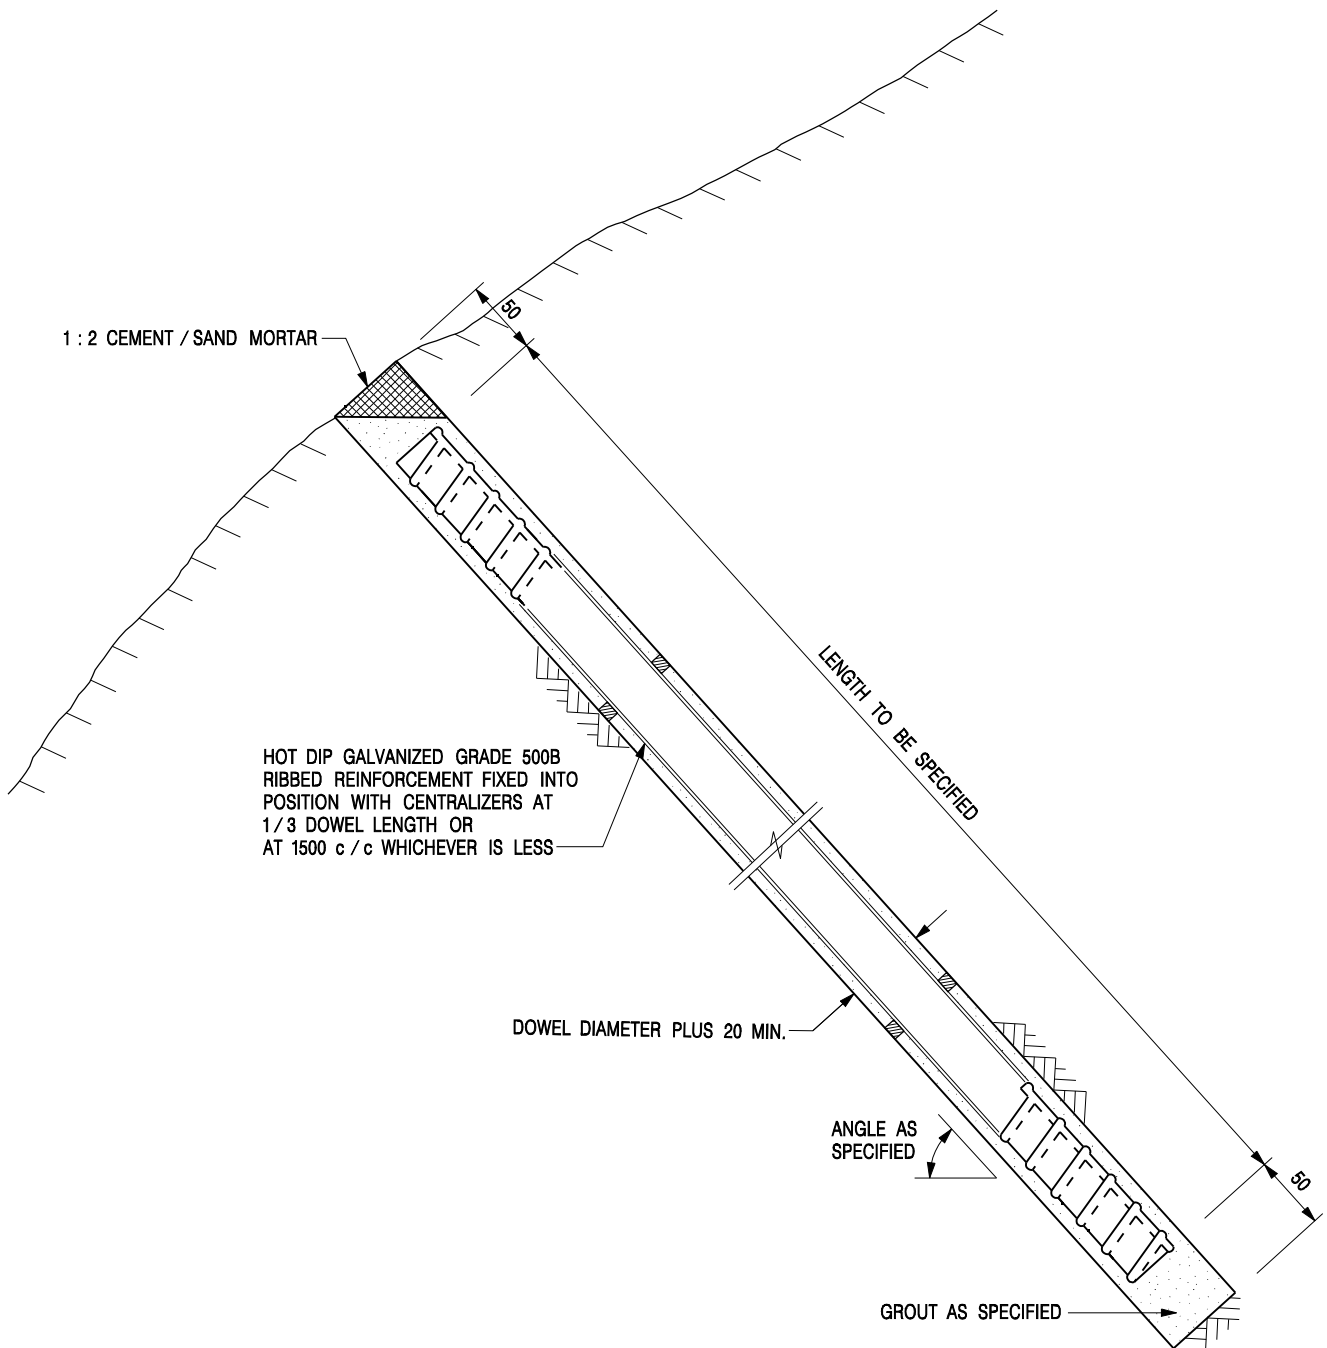 50
1 : 2 CEMENT / SAND MORTAR
LENGTH TO BE SPECIFIED
HOT DIP GALVANIZED GRADE 500B
RIBBED REINFORCEMENT FIXED INTO
POSITION WITH CENTRALIZERS AT
1 / 3 DOWEL LENGTH OR
AT 1500 c / c WHICHEVER IS LESS
DOWEL DIAMETER PLUS 20 MIN.
ANGLE AS
SPECIFIED
50
GROUT AS SPECIFIED